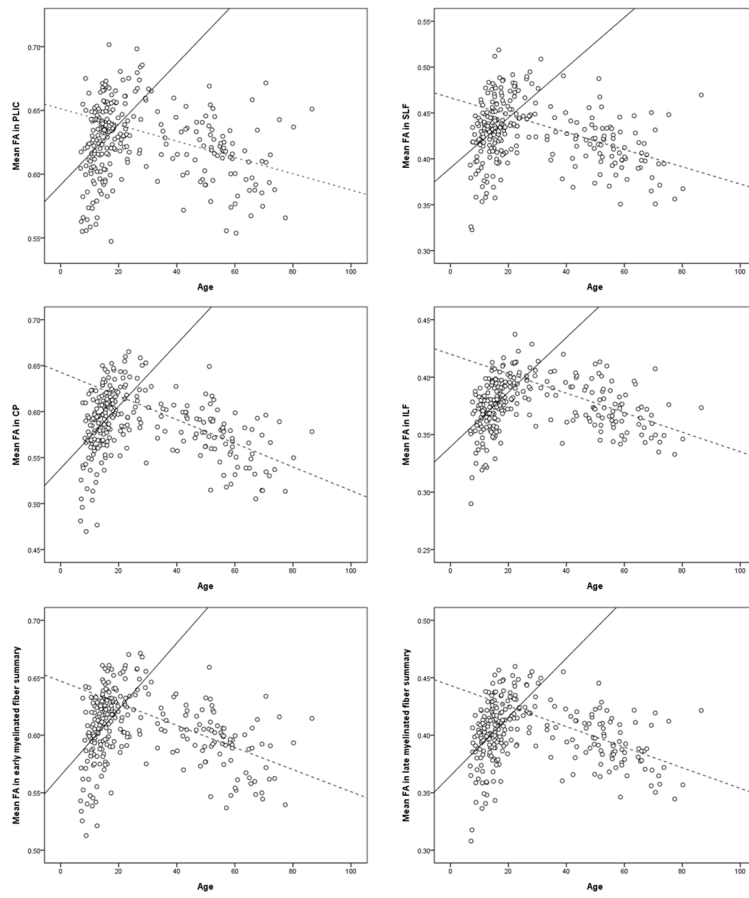 Mean FA in PLIC
0.70
0.65
0.60
0.55
0 20 40 60 80 100
Age
Mean FA in SLF
0.55
0.50
0.45
0.40
0.35
0.30
0 20 40 60 80 100
Age
Mean FA in CP
0.70
0.65
0.60
0.55
0.50
0.45
0 20 40 60 80 100
Age
Mean FA in ILF
0.45
0.40
0.35
0.30
0.25
0 20 40 60 80 100
Age
Mean FA in early myelinated fiber summary
0.70
0.65
0.60
0.55
0.50
0 20 40 60 80 100
Age
Mean FA in late myelinated fiber summary
0.50
0.45
0.40
0.35
0.30
0 20 40 60 80 100
Age